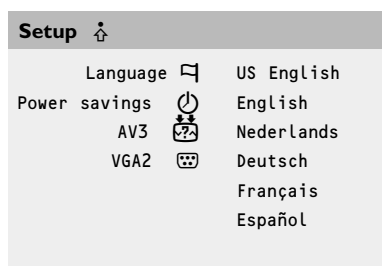 Setup
Language US English
Power savings English
AV3 Nederlands
VGA2 Deutsch
Français
Español